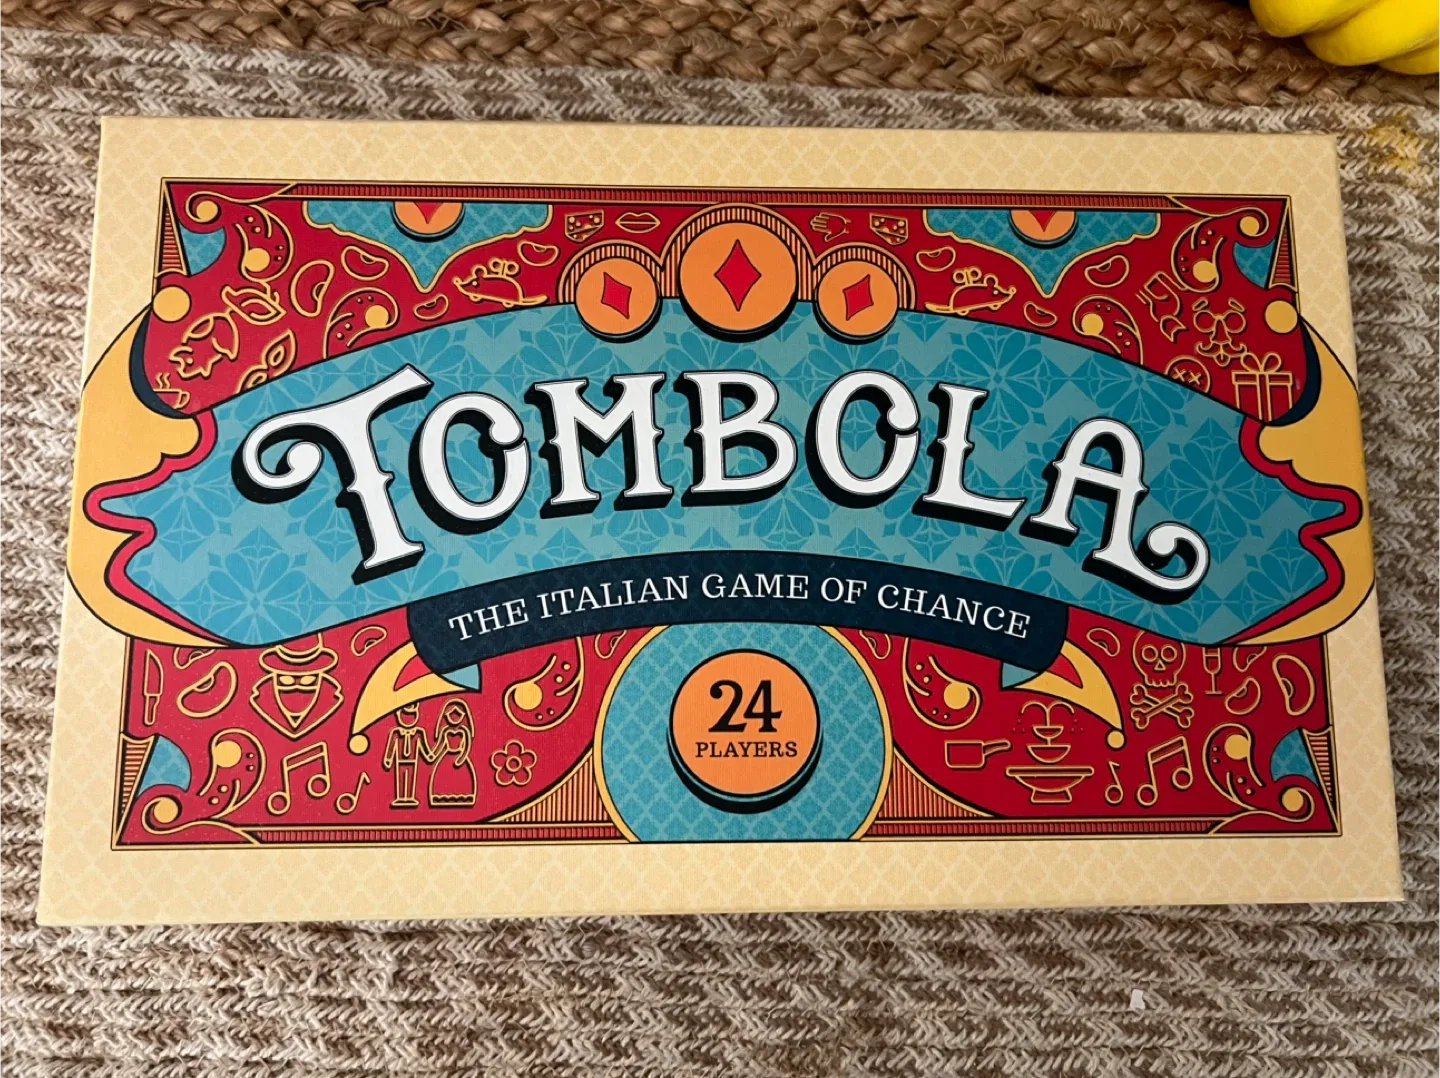 TOMBOLA
THE ITALIAN GAME OF CHANCE
24
PLAYERS